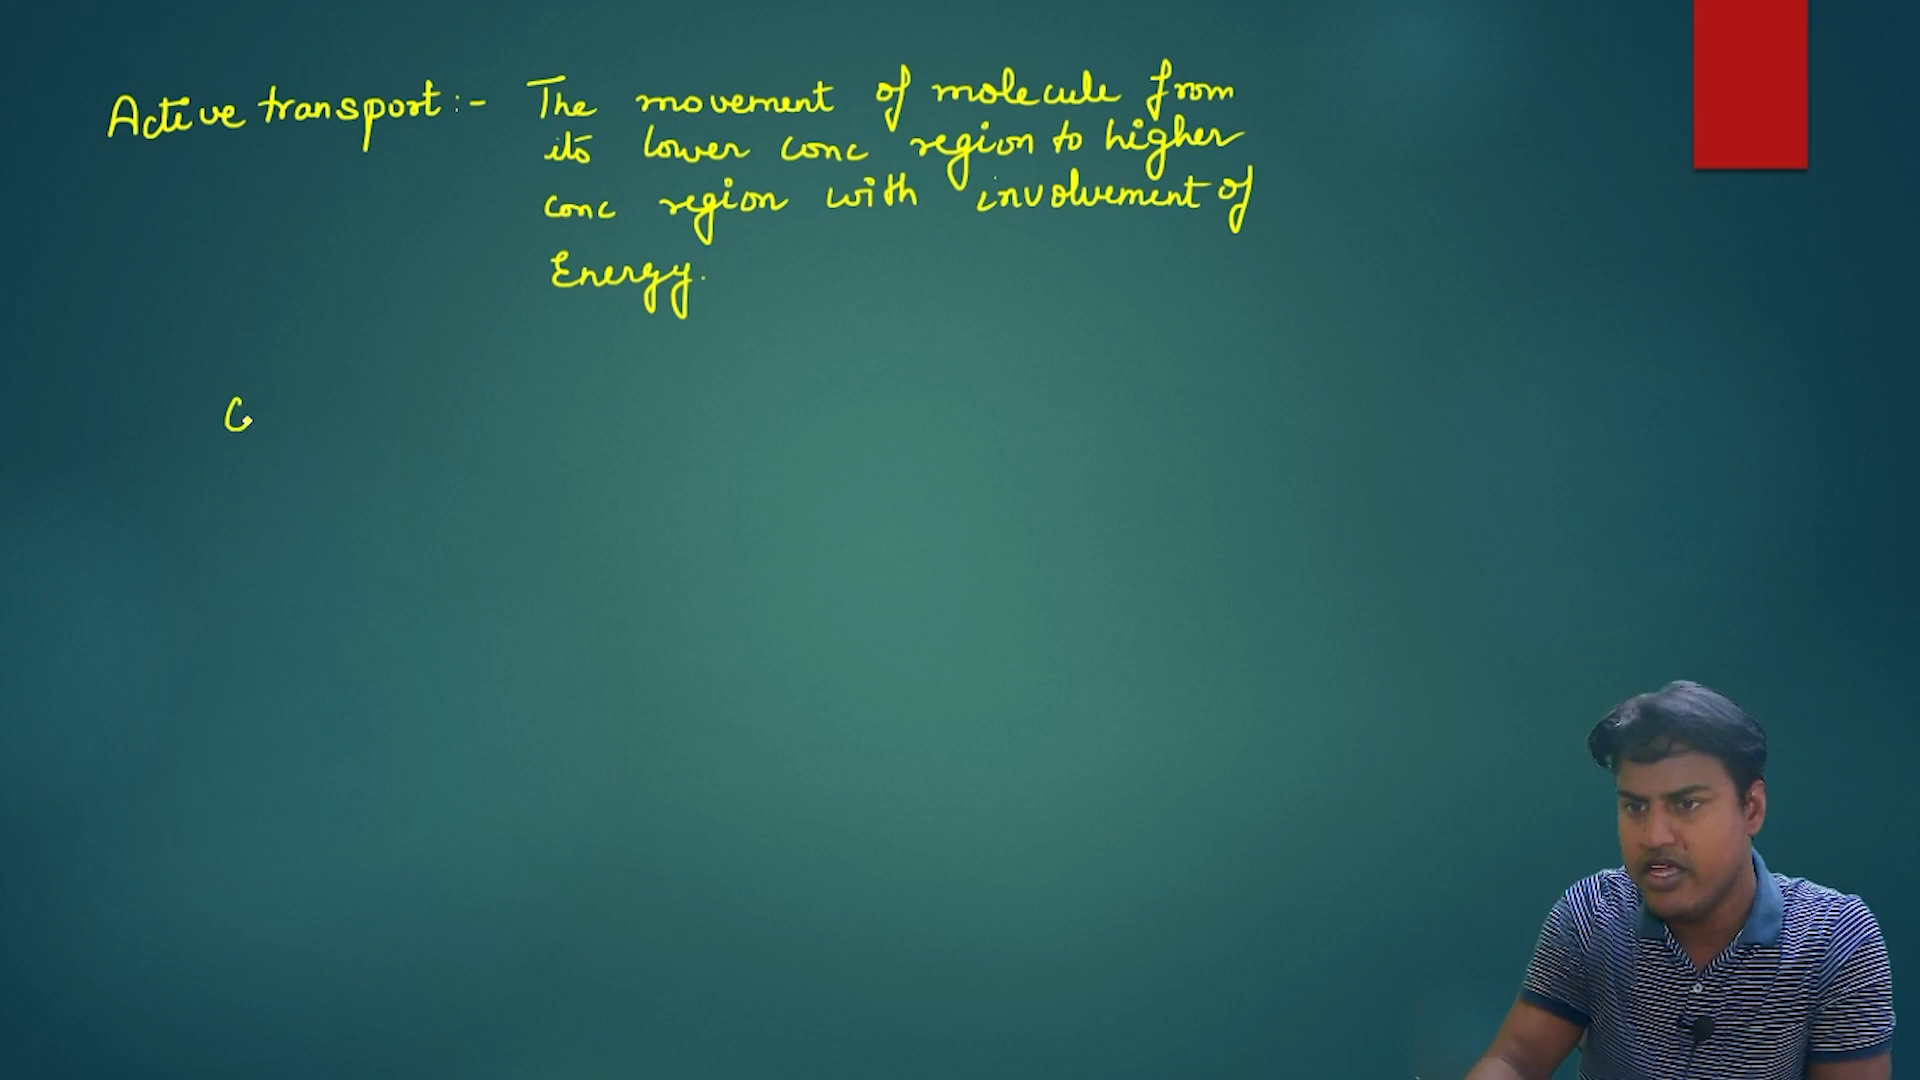 Active transport :- The movement of molecule from
its lower conc region to higher
conc region with involvement of
Energy.
G